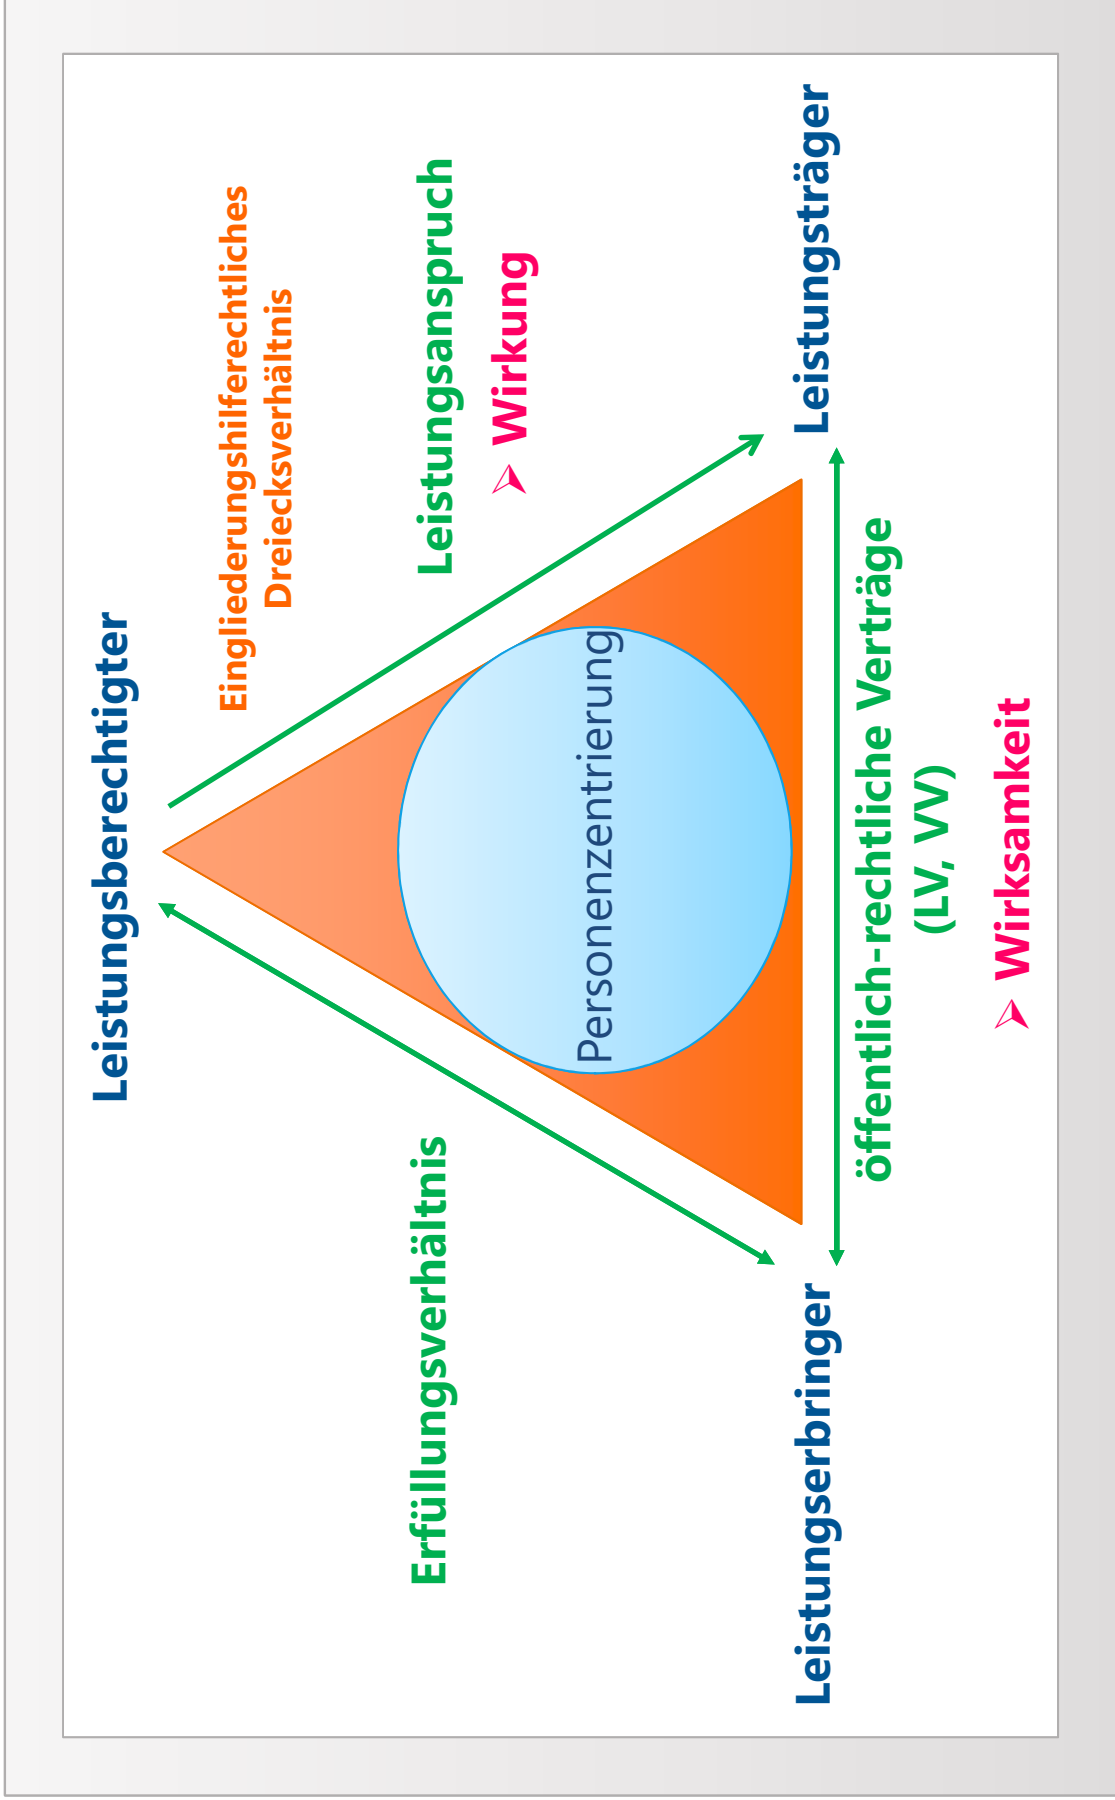 Leistungsberechtigter
Eingliederungshilferechtliches
Dreiecksverhältnis
Erfüllungsverhältnis
Leistungsanspruch
➢ Wirkung
Personenzentrierung
Leistungserbringer
Leistungsträger
öffentlich-rechtliche Verträge
(LV, VV)
➢ Wirksamkeit